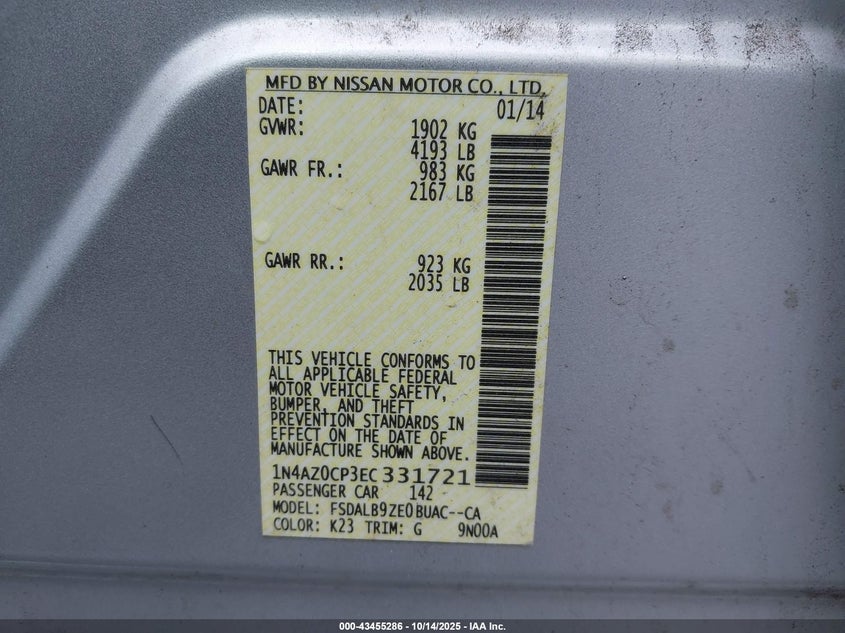 MFD BY NISSAN MOTOR CO., LTD.
DATE: 01/14
GVWR: 1902 KG
4193 LB
GAWR FR.: 983 KG
2167 LB
GAWR RR.: 923 KG
2035 LB
THIS VEHICLE CONFORMS TO
ALL APPLICABLE FEDERAL
MOTOR VEHICLE SAFETY,
BUMPER, AND THEFT
PREVENTION STANDARDS IN
EFFECT ON THE DATE OF
MANUFACTURE SHOWN ABOVE.
1N4AZ0CP3EC331721
PASSENGER CAR 142
MODEL: FSDALB9ZE0BUAC--CA
COLOR: K23 TRIM: G 9N00A
000-43455286 - 10/14/2025 - IAA Inc.